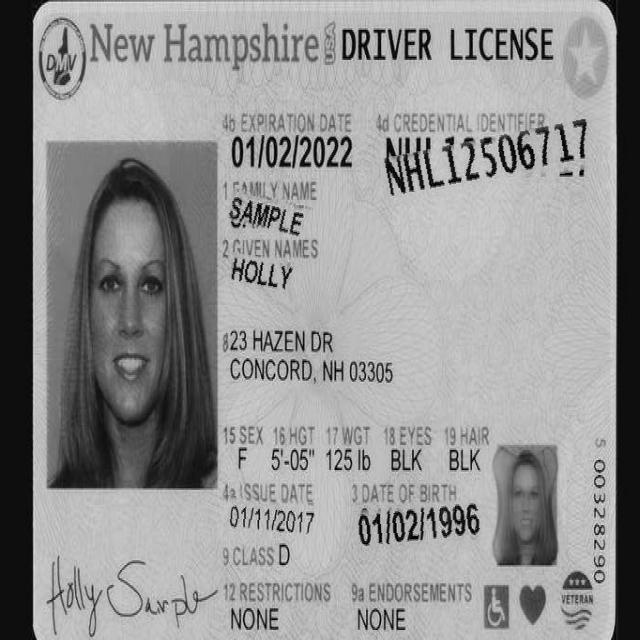 DMV New Hampshire USA DRIVER LICENSE
4b EXPIRATION DATE 4d CREDENTIAL IDENTIFIER
01/02/2022 NHL12506717
1 FAMILY NAME
SAMPLE
2 GIVEN NAMES
HOLLY
8 23 HAZEN DR
CONCORD, NH 03305
15 SEX 16 HGT 17 WGT 18 EYES 19 HAIR
F 5'-05" 125 lb BLK BLK
4a ISSUE DATE 3 DATE OF BIRTH
01/11/2017 01/02/1996
9 CLASS D
12 RESTRICTIONS 9a ENDORSEMENTS
NONE NONE
Holly Sample
VETERAN
5 003282290